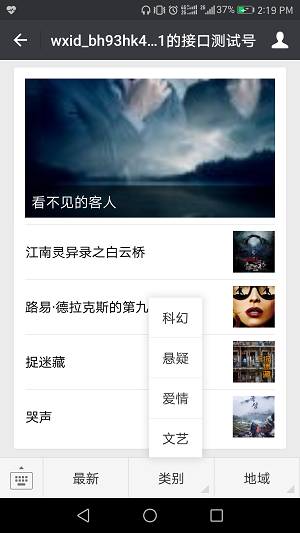 37% 2:19 PM
wxid_bh93hk4...1的接口测试号
看不见的客人
江南灵异录之白云桥
路易·德拉克斯的第九
捉迷藏
哭声
科幻
悬疑
爱情
文艺
最新
类别
地域